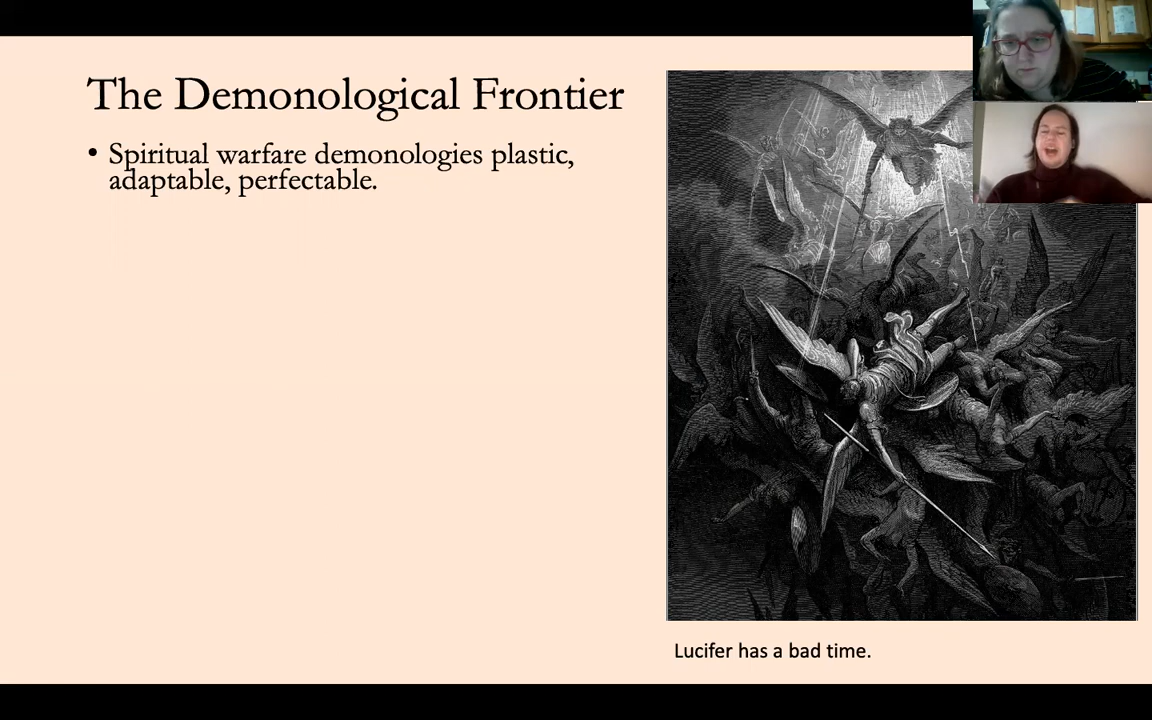 The Demonological Frontier
• Spiritual warfare demonologies plastic,
adaptable, perfectable.
Lucifer has a bad time.